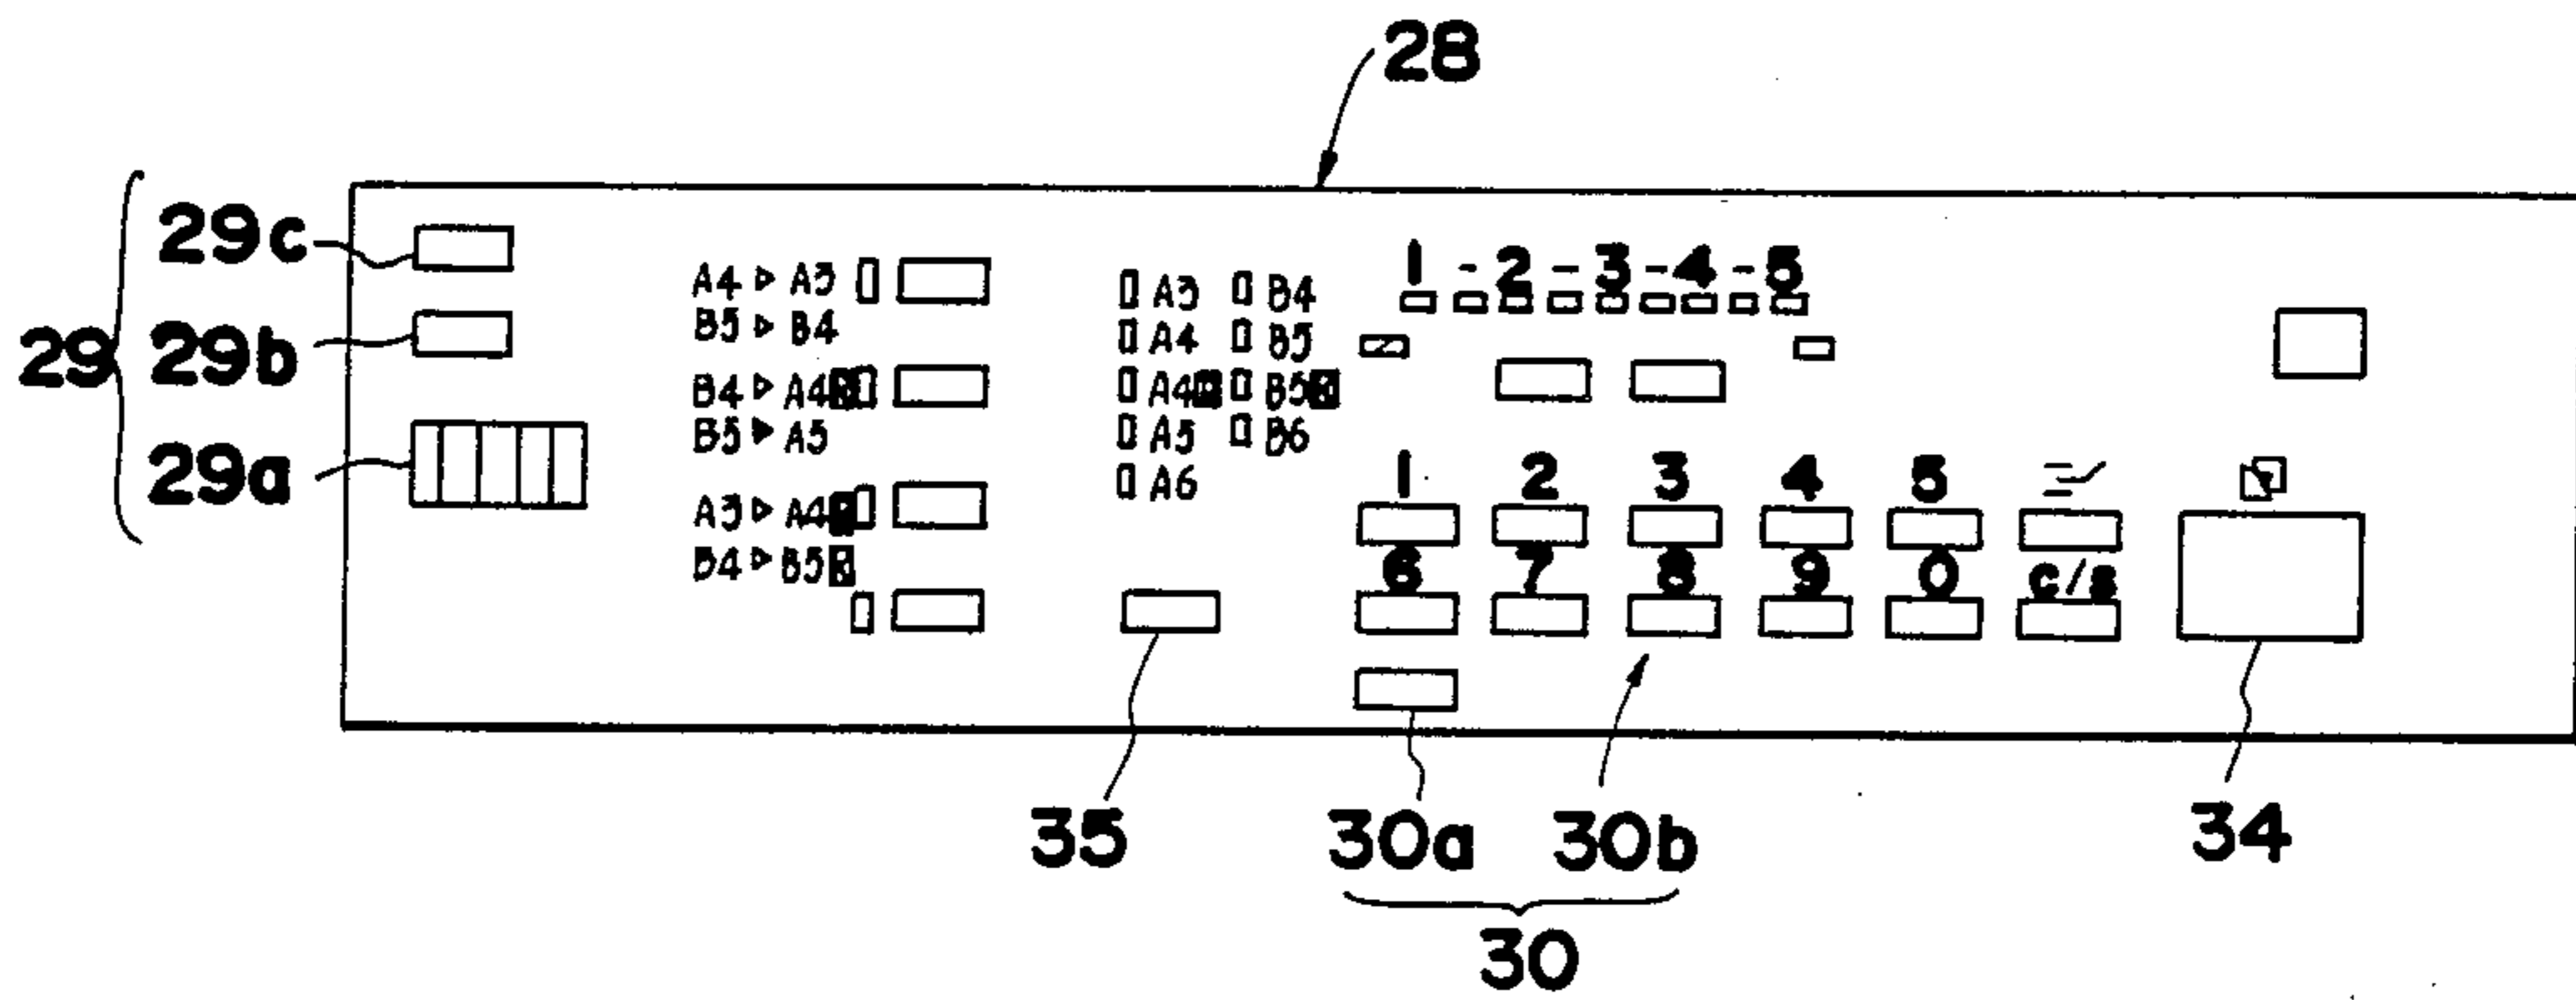 28
29
29c
29b
29a
A4 ▷ A3
B5 ▷ B4
B4 ▷ A4
B5 ▶ A5
A3 ▷ A4
B4 ▷ B5
A3 B4
A4 B5
A4 B5
A5 B6
A6
1 - 2 - 3 - 4 - 5
1 2 3 4 5
6 7 8 9 0 c/s
35
30a 30b
34
30